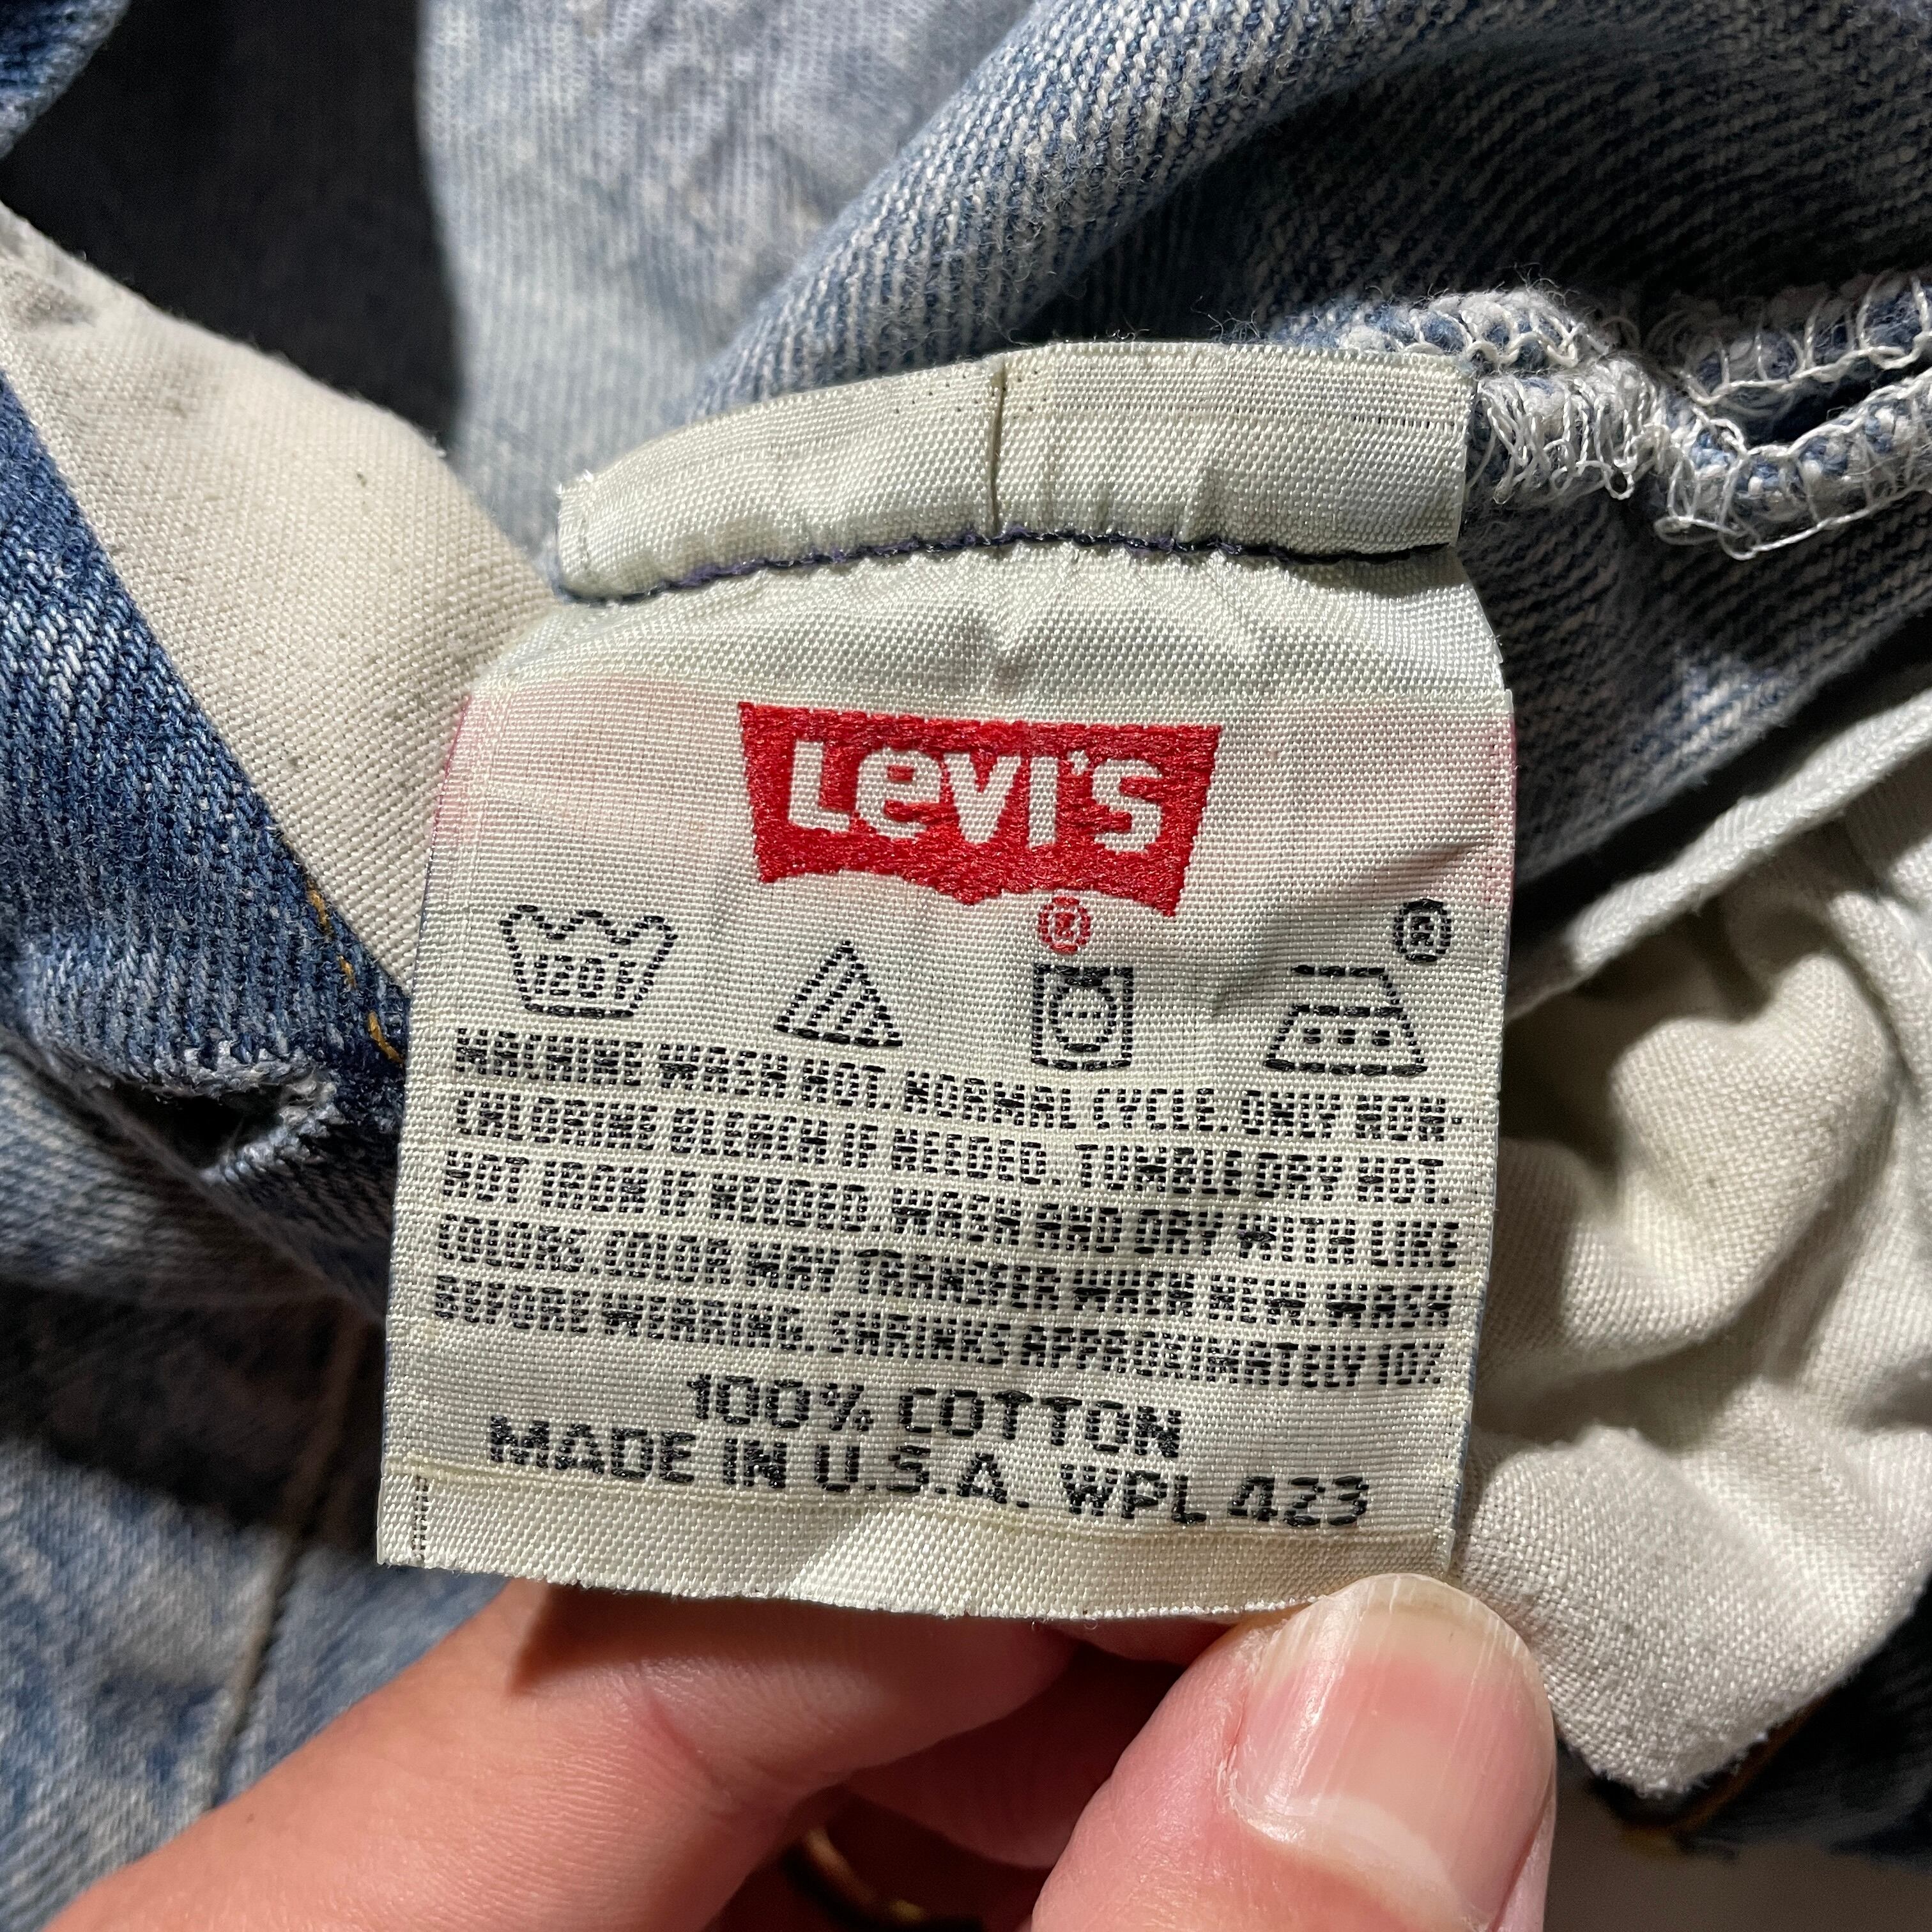 Levi's
®
®
120F
MACHINE WASH HOT. NORMAL CYCLE. ONLY NON-
CHLORINE BLEACH IF NEEDED. TUMBLE DRY HOT.
HOT IRON IF NEEDED. WASH AND DRY WITH LIKE
COLORS. COLOR MAY TRANSFER WHEN NEW. WASH
BEFORE WEARING. SHRINKS APPROXIMATELY 10%
100% COTTON
MADE IN U.S.A. WPL 423